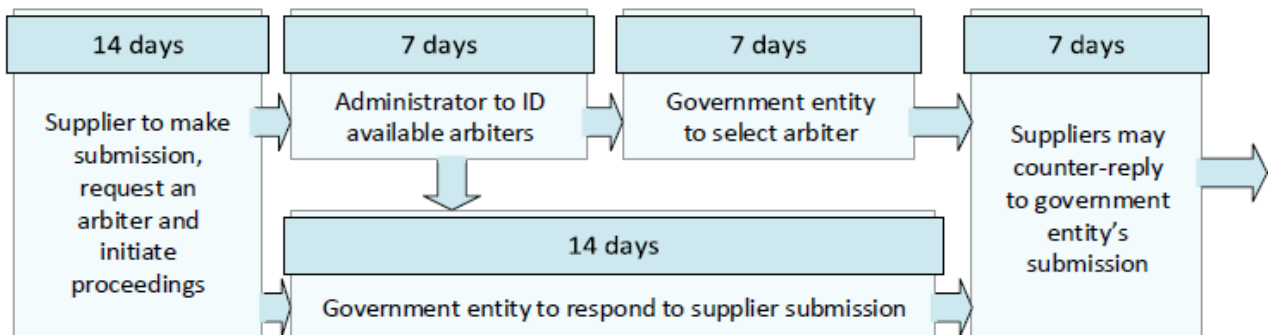 14 days
Supplier to make
submission,
request an
arbiter and
initiate
proceedings
7 days
Administrator to ID
available arbiters
7 days
Government entity
to select arbiter
14 days
Government entity to respond to supplier submission
7 days
Suppliers may
counter-reply
to government
entity’s
submission